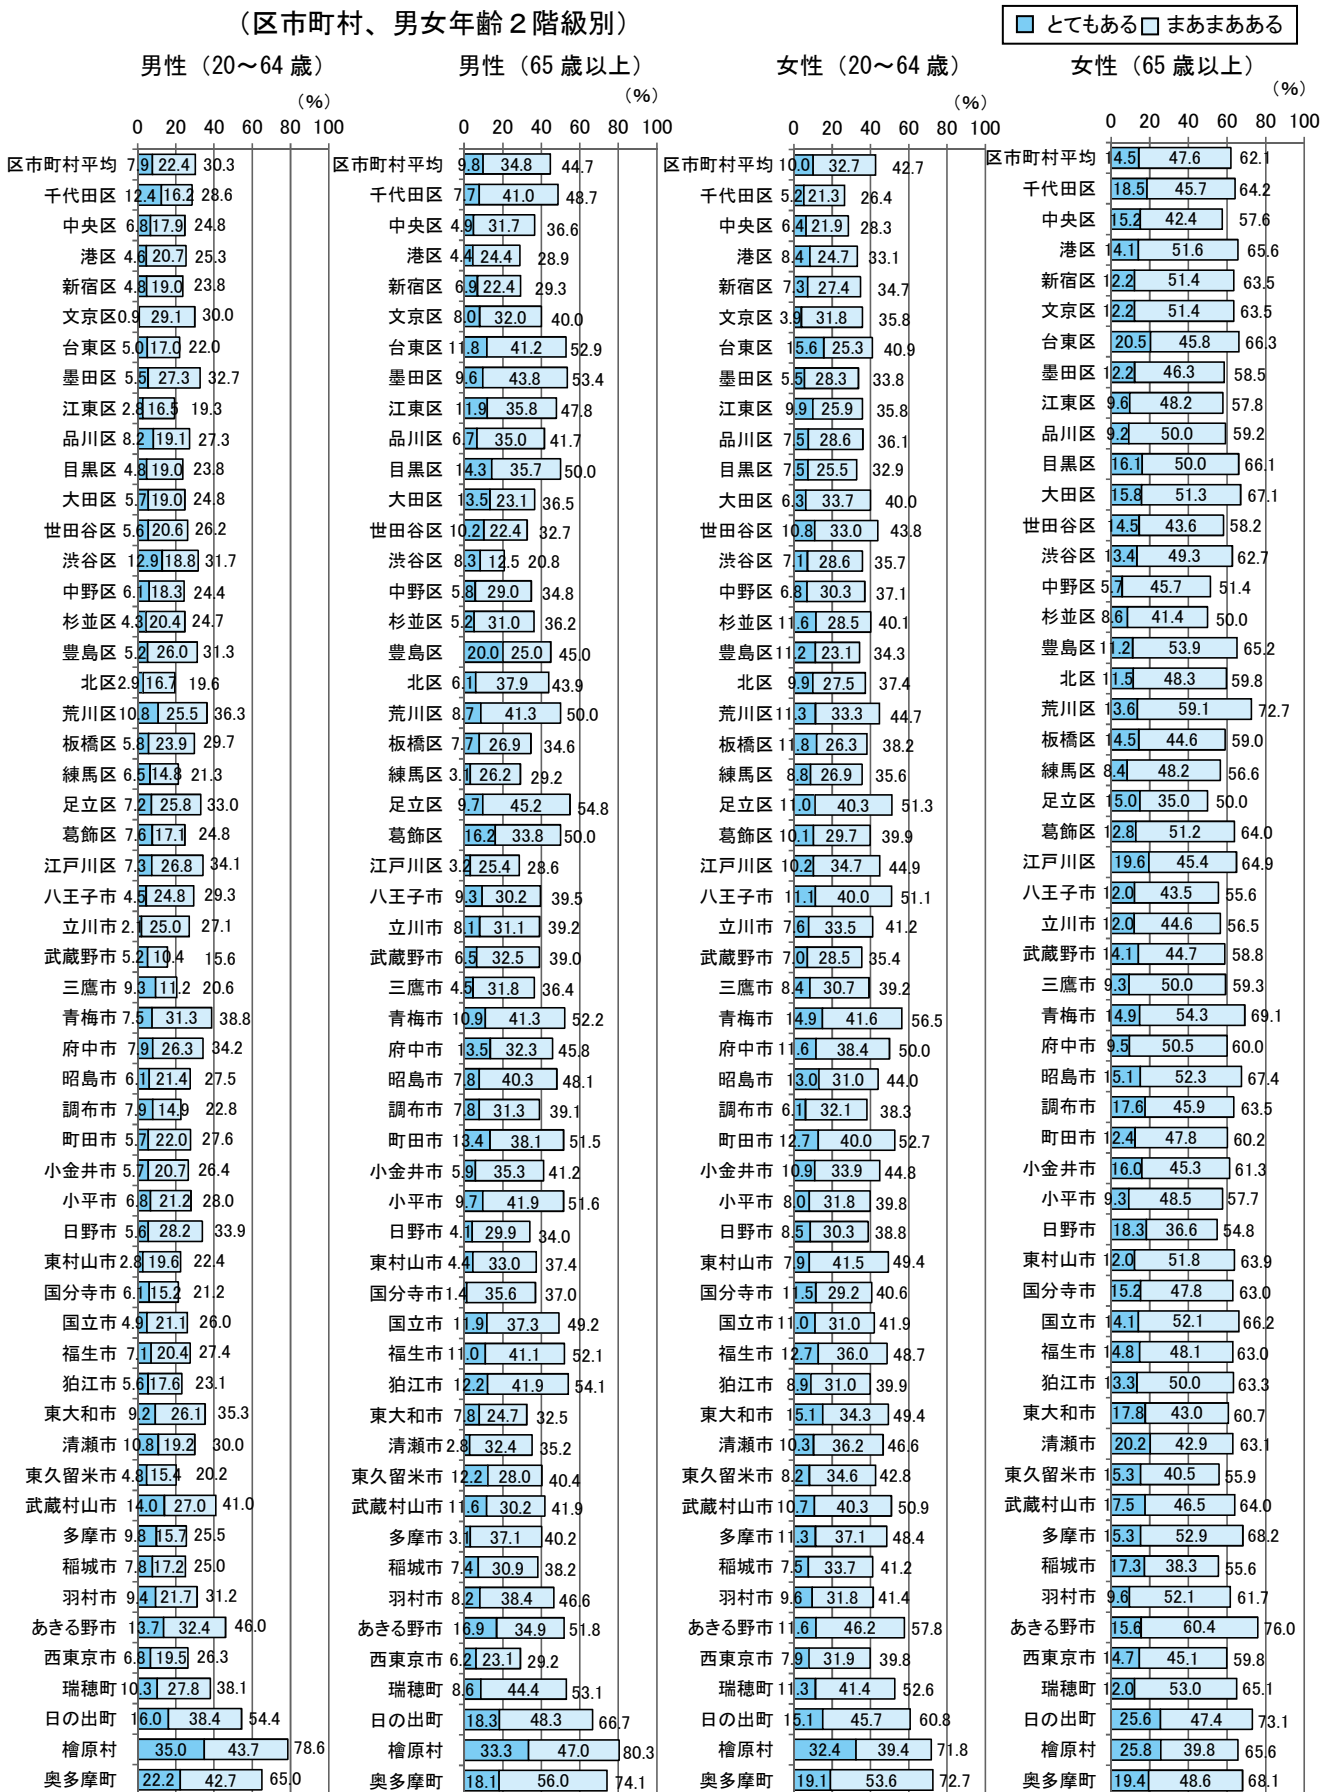 （区市町村、男女年齢２階級別）
とてもある まあまあある
男性（20～64 歳）
（%）
0 20 40 60 80 100
区市町村平均 7.9 22.4 30.3
千代田区 12.4 16.2 28.6
中央区 6.8 17.9 24.8
港区 4.6 20.7 25.3
新宿区 4.8 19.0 23.8
文京区 0.9 29.1 30.0
台東区 5.0 17.0 22.0
墨田区 5.5 27.3 32.7
江東区 2.8 16.5 19.3
品川区 8.2 19.1 27.3
目黒区 4.8 19.0 23.8
大田区 5.7 19.0 24.8
世田谷区 5.6 20.6 26.2
渋谷区 12.9 18.8 31.7
中野区 6.1 18.3 24.4
杉並区 4.3 20.4 24.7
豊島区 5.2 26.0 31.3
北区 2.9 16.7 19.6
荒川区 10.8 25.5 36.3
板橋区 5.8 23.9 29.7
練馬区 6.5 14.8 21.3
足立区 7.2 25.8 33.0
葛飾区 7.6 17.1 24.8
江戸川区 7.3 26.8 34.1
八王子市 4.5 24.8 29.3
立川市 2.1 25.0 27.1
武蔵野市 5.2 10.4 15.6
三鷹市 9.3 11.2 20.6
青梅市 7.5 31.3 38.8
府中市 7.9 26.3 34.2
昭島市 6.1 21.4 27.5
調布市 7.9 14.9 22.8
町田市 5.7 22.0 27.6
小金井市 5.7 20.7 26.4
小平市 6.8 21.2 28.0
日野市 5.6 28.2 33.9
東村山市 2.8 19.6 22.4
国分寺市 6.1 15.2 21.2
国立市 4.9 21.1 26.0
福生市 7.1 20.4 27.4
狛江市 5.6 17.6 23.1
東大和市 9.2 26.1 35.3
清瀬市 10.8 19.2 30.0
東久留米市 4.8 15.4 20.2
武蔵村山市 14.0 27.0 41.0
多摩市 9.8 15.7 25.5
稲城市 7.8 17.2 25.0
羽村市 9.4 21.7 31.2
あきる野市 13.7 32.4 46.0
西東京市 6.8 19.5 26.3
瑞穂町 10.3 27.8 38.1
日の出町 16.0 38.4 54.4
檜原村 35.0 43.7 78.6
奥多摩町 22.2 42.7 65.0
男性（65 歳以上）
（%）
0 20 40 60 80 100
区市町村平均 9.8 34.8 44.7
千代田区 7.7 41.0 48.7
中央区 4.9 31.7 36.6
港区 4.4 24.4 28.9
新宿区 6.9 22.4 29.3
文京区 8.0 32.0 40.0
台東区 11.8 41.2 52.9
墨田区 9.6 43.8 53.4
江東区 11.9 35.8 47.8
品川区 6.7 35.0 41.7
目黒区 14.3 35.7 50.0
大田区 13.5 23.1 36.5
世田谷区 10.2 22.4 32.7
渋谷区 8.3 12.5 20.8
中野区 5.8 29.0 34.8
杉並区 5.2 31.0 36.2
豊島区 20.0 25.0 45.0
北区 6.1 37.9 43.9
荒川区 8.7 41.3 50.0
板橋区 7.7 26.9 34.6
練馬区 3.1 26.2 29.2
足立区 9.7 45.2 54.8
葛飾区 16.2 33.8 50.0
江戸川区 3.2 25.4 28.6
八王子市 9.3 30.2 39.5
立川市 8.1 31.1 39.2
武蔵野市 6.5 32.5 39.0
三鷹市 4.5 31.8 36.4
青梅市 10.9 41.3 52.2
府中市 13.5 32.3 45.8
昭島市 7.8 40.3 48.1
調布市 7.8 31.3 39.1
町田市 13.4 38.1 51.5
小金井市 5.9 35.3 41.2
小平市 9.7 41.9 51.6
日野市 4.1 29.9 34.0
東村山市 4.4 33.0 37.4
国分寺市 1.4 35.6 37.0
国立市 11.9 37.3 49.2
福生市 11.0 41.1 52.1
狛江市 12.2 41.9 54.1
東大和市 7.8 24.7 32.5
清瀬市 2.8 32.4 35.2
東久留米市 12.2 28.0 40.4
武蔵村山市 11.6 30.2 41.9
多摩市 3.1 37.1 40.2
稲城市 7.4 30.9 38.2
羽村市 8.2 38.4 46.6
あきる野市 16.9 34.9 51.8
西東京市 6.2 23.1 29.2
瑞穂町 8.6 44.4 53.1
日の出町 18.3 48.3 66.7
檜原村 33.3 47.0 80.3
奥多摩町 18.1 56.0 74.1
女性（20～64 歳）
（%）
0 20 40 60 80 100
区市町村平均 10.0 32.7 42.7
千代田区 5.2 21.3 26.4
中央区 6.4 21.9 28.3
港区 8.4 24.7 33.1
新宿区 7.3 27.4 34.7
文京区 3.9 31.8 35.8
台東区 15.6 25.3 40.9
墨田区 5.5 28.3 33.8
江東区 9.9 25.9 35.8
品川区 7.5 28.6 36.1
目黒区 7.5 25.5 32.9
大田区 6.3 33.7 40.0
世田谷区 10.8 33.0 43.8
渋谷区 7.1 28.6 35.7
中野区 6.8 30.3 37.1
杉並区 11.6 28.5 40.1
豊島区 11.2 23.1 34.3
北区 9.9 27.5 37.4
荒川区 11.3 33.3 44.7
板橋区 11.8 26.3 38.2
練馬区 8.8 26.9 35.6
足立区 11.0 40.3 51.3
葛飾区 10.1 29.7 39.9
江戸川区 10.2 34.7 44.9
八王子市 11.1 40.0 51.1
立川市 7.6 33.5 41.2
武蔵野市 7.0 28.5 35.4
三鷹市 8.4 30.7 39.2
青梅市 14.9 41.6 56.5
府中市 11.6 38.4 50.0
昭島市 13.0 31.0 44.0
調布市 6.1 32.1 38.3
町田市 12.7 40.0 52.7
小金井市 10.9 33.9 44.8
小平市 8.0 31.8 39.8
日野市 8.5 30.3 38.8
東村山市 7.9 41.5 49.4
国分寺市 11.5 29.2 40.6
国立市 11.0 31.0 41.9
福生市 12.7 36.0 48.7
狛江市 8.9 31.0 39.9
東大和市 15.1 34.3 49.4
清瀬市 10.3 36.2 46.6
東久留米市 8.2 34.6 42.8
武蔵村山市 10.7 40.3 50.9
多摩市 11.3 37.1 48.4
稲城市 7.5 33.7 41.2
羽村市 9.6 31.8 41.4
あきる野市 11.6 46.2 57.8
西東京市 7.9 31.9 39.8
瑞穂町 11.3 41.4 52.6
日の出町 15.1 45.7 60.8
檜原村 32.4 39.4 71.8
奥多摩町 19.1 53.6 72.7
女性（65 歳以上）
（%）
0 20 40 60 80 100
区市町村平均 14.5 47.6 62.1
千代田区 18.5 45.7 64.2
中央区 15.2 42.4 57.6
港区 14.1 51.6 65.6
新宿区 12.2 51.4 63.5
文京区 12.2 51.4 63.5
台東区 20.5 45.8 66.3
墨田区 12.2 46.3 58.5
江東区 9.6 48.2 57.8
品川区 9.2 50.0 59.2
目黒区 16.1 50.0 66.1
大田区 15.8 51.3 67.1
世田谷区 14.5 43.6 58.2
渋谷区 13.4 49.3 62.7
中野区 5.7 45.7 51.4
杉並区 8.6 41.4 50.0
豊島区 11.2 53.9 65.2
北区 11.5 48.3 59.8
荒川区 13.6 59.1 72.7
板橋区 14.5 44.6 59.0
練馬区 8.4 48.2 56.6
足立区 15.0 35.0 50.0
葛飾区 12.8 51.2 64.0
江戸川区 19.6 45.4 64.9
八王子市 12.0 43.5 55.6
立川市 12.0 44.6 56.5
武蔵野市 14.1 44.7 58.8
三鷹市 9.3 50.0 59.3
青梅市 14.9 54.3 69.1
府中市 9.5 50.5 60.0
昭島市 15.1 52.3 67.4
調布市 17.6 45.9 63.5
町田市 12.4 47.8 60.2
小金井市 16.0 45.3 61.3
小平市 9.3 48.5 57.7
日野市 18.3 36.6 54.8
東村山市 12.0 51.8 63.9
国分寺市 15.2 47.8 63.0
国立市 14.1 52.1 66.2
福生市 14.8 48.1 63.0
狛江市 13.3 50.0 63.3
東大和市 17.8 43.0 60.7
清瀬市 20.2 42.9 63.1
東久留米市 15.3 40.5 55.9
武蔵村山市 17.5 46.5 64.0
多摩市 15.3 52.9 68.2
稲城市 17.3 38.3 55.6
羽村市 9.6 52.1 61.7
あきる野市 15.6 60.4 76.0
西東京市 14.7 45.1 59.8
瑞穂町 12.0 53.0 65.1
日の出町 25.6 47.4 73.1
檜原村 25.8 39.8 65.6
奥多摩町 19.4 48.6 68.1